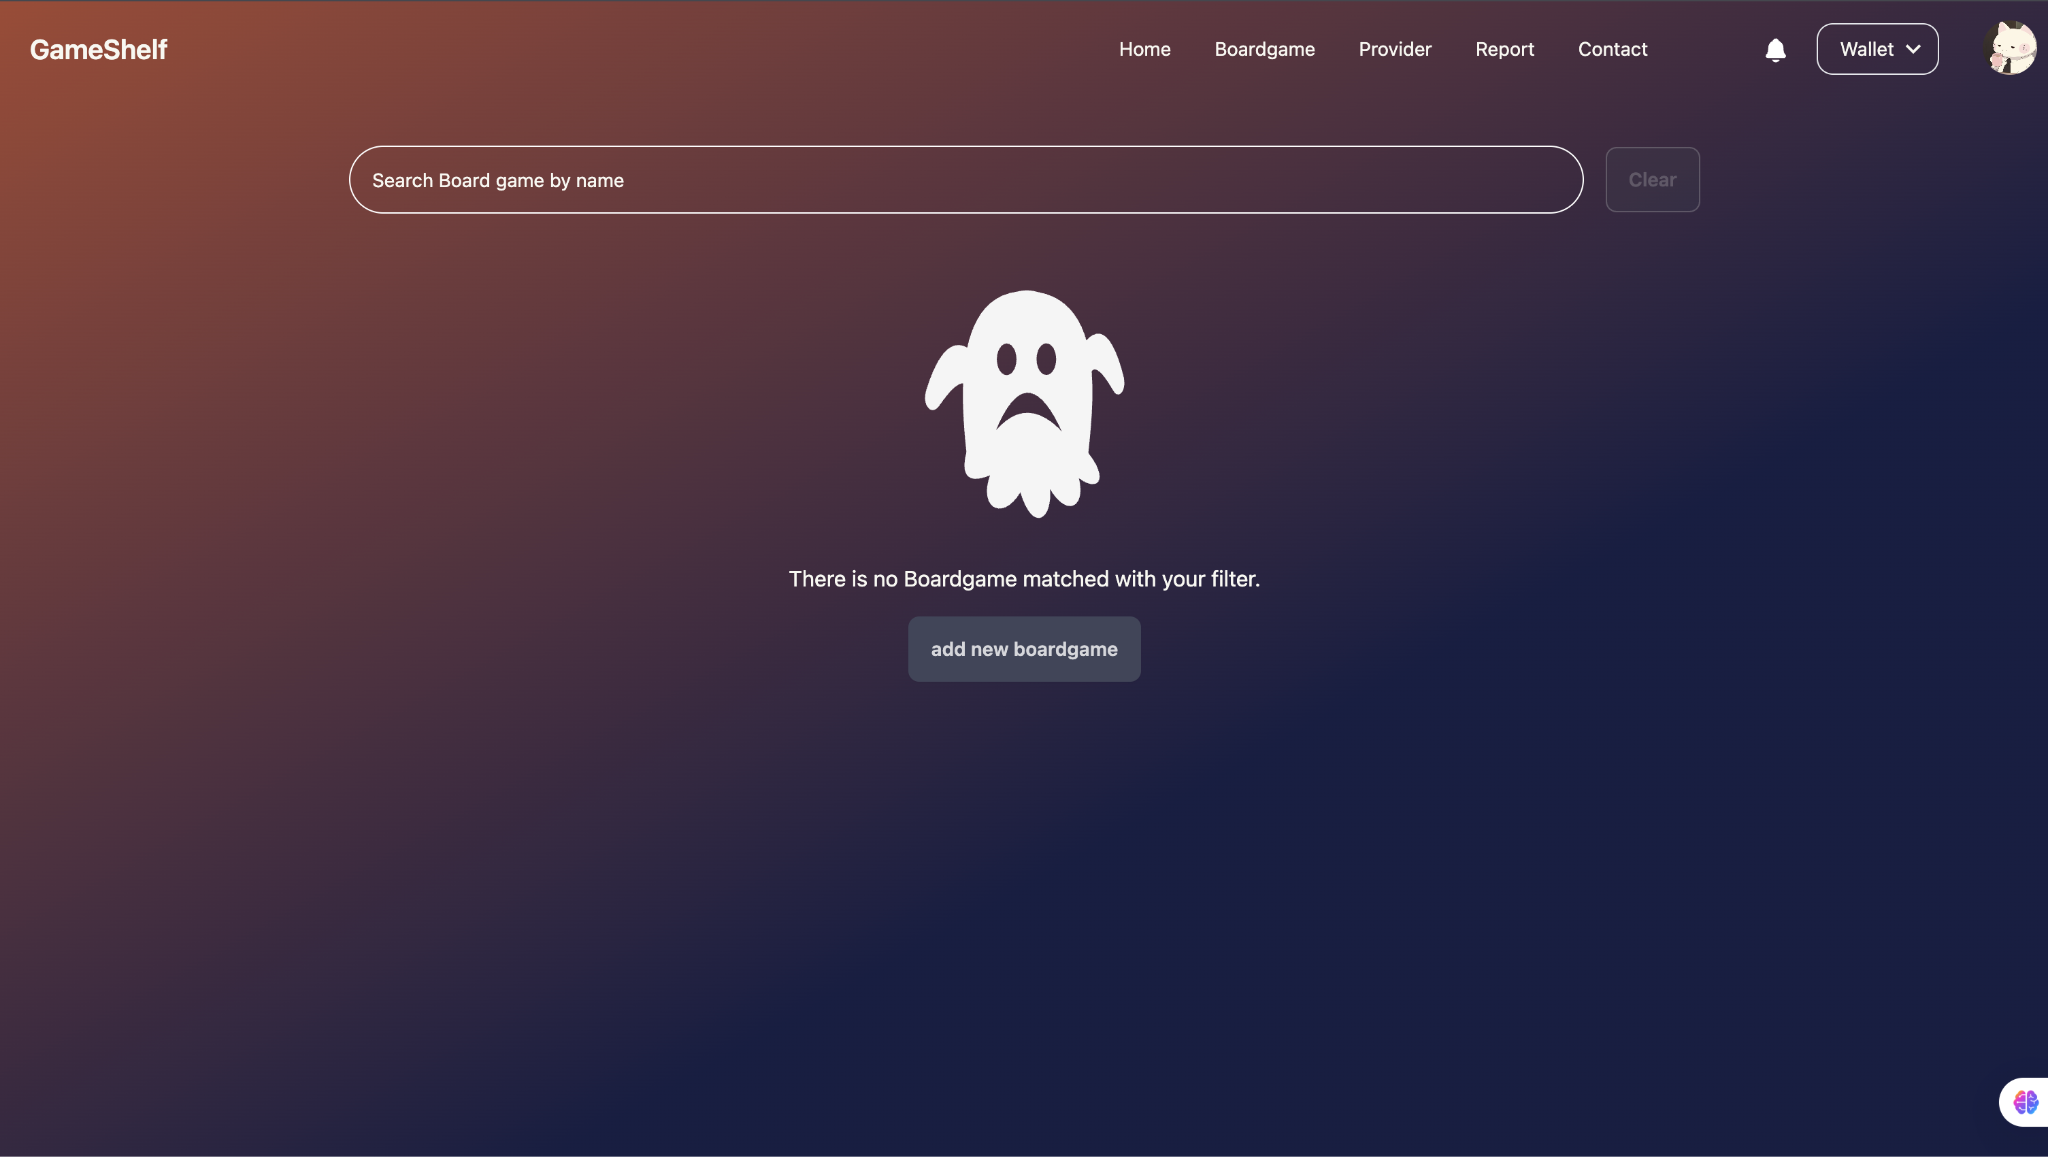 GameShelf
Home Boardgame Provider Report Contact Wallet
Search Board game by name Clear
There is no Boardgame matched with your filter.
add new boardgame